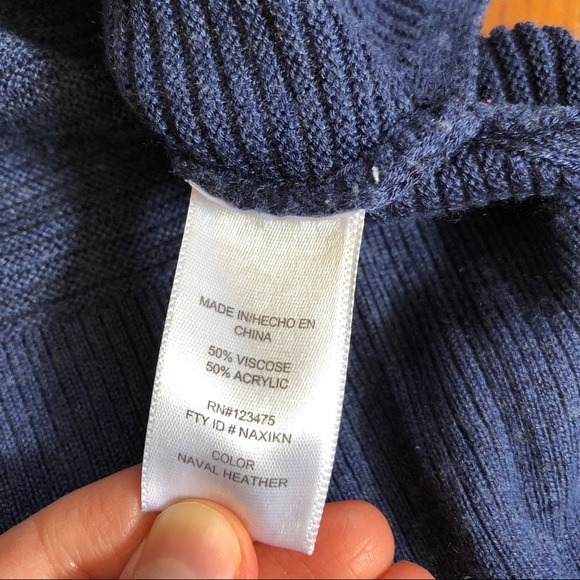 MADE IN/HECHO EN
CHINA
50% VISCOSE
50% ACRYLIC
RN#123475
FTY ID # NAXIKN
COLOR
NAVAL HEATHER